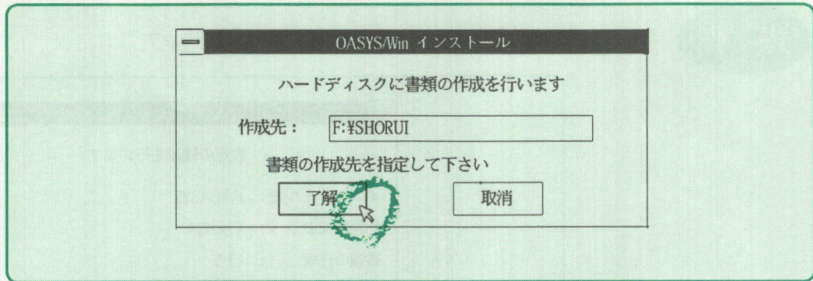 OASYS/Win インストール
ハードディスクに書類の作成を行います
作成先： F:¥SHORUI
書類の作成先を指定して下さい
了解 取消